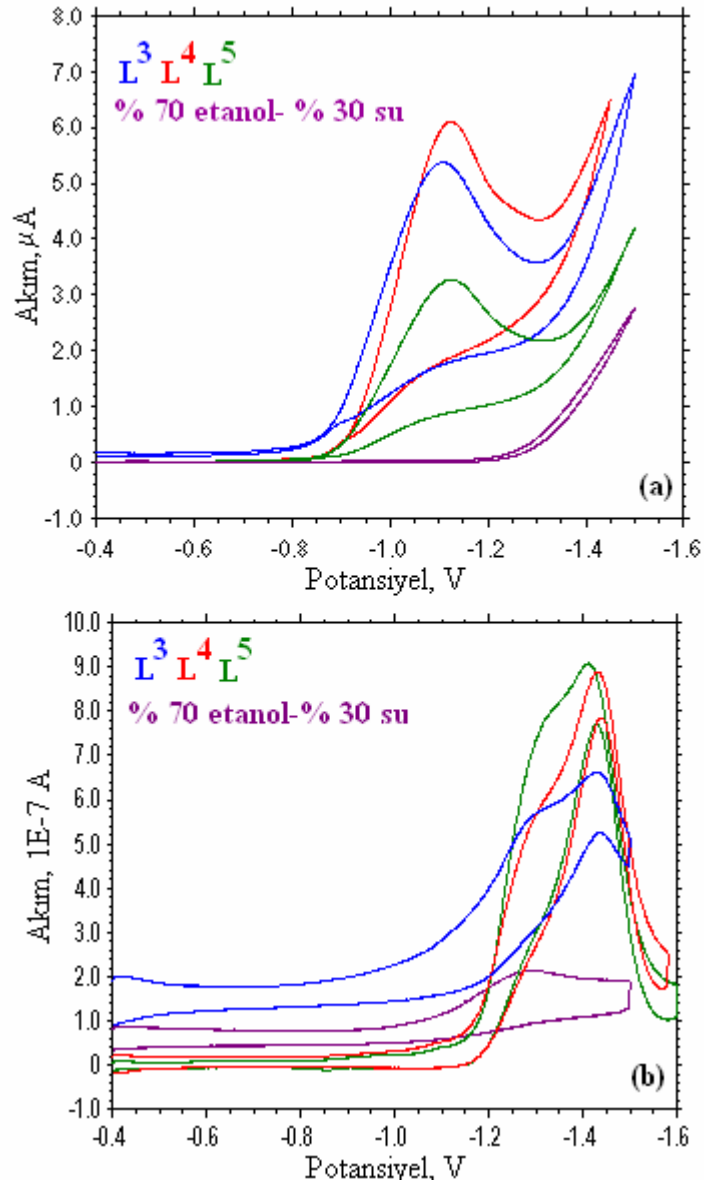 8.0
7.0
6.0
5.0
4.0
3.0
2.0
1.0
0
-1.0
Akım, µA
L³ L⁴ L⁵
% 70 etanol- % 30 su
(a)
-0.4 -0.6 -0.8 -1.0 -1.2 -1.4 -1.6
Potansiyel, V
10.0
9.0
8.0
7.0
6.0
5.0
4.0
3.0
2.0
1.0
0
-1.0
Akım, 1E-7 A
L³ L⁴ L⁵
% 70 etanol-% 30 su
(b)
-0.4 -0.6 -0.8 -1.0 -1.2 -1.4 -1.6
Potansiyel, V